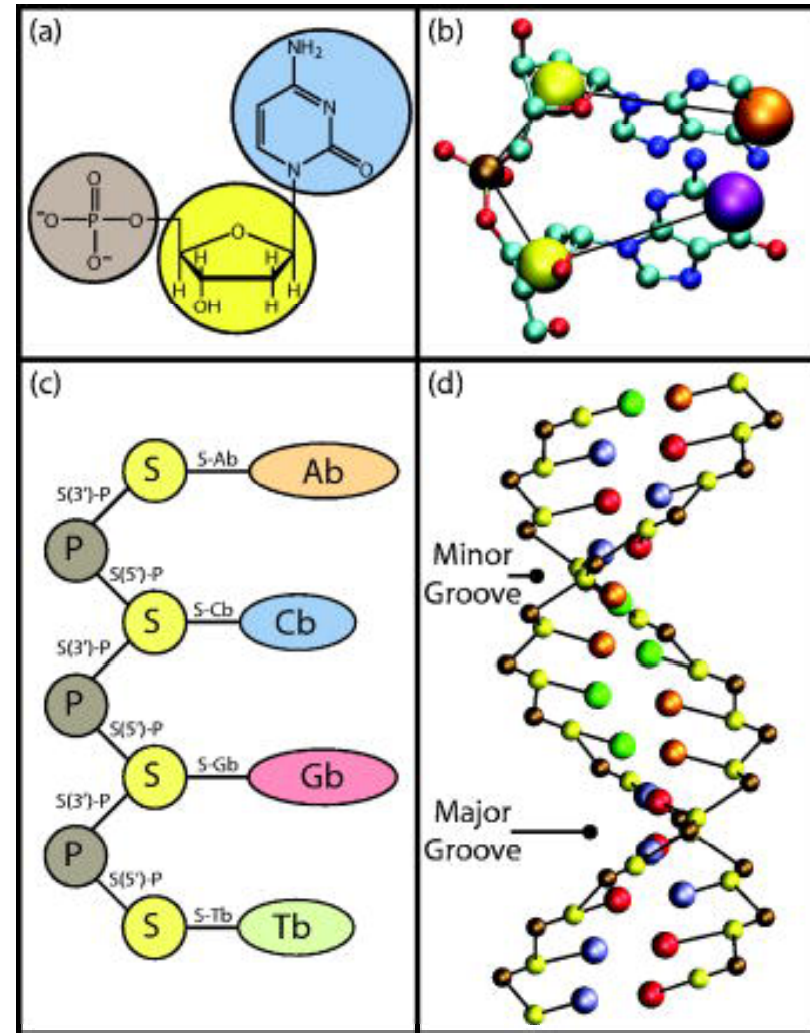 (a)
NH₂
N
N
O
O
⁻O
P
O
O⁻
O
H
H
H
H
OH
H
(b)
(c)
S
S-Ab
Ab
S(3')-P
P
S(5')-P
S
S-Cb
Cb
S(3')-P
P
S(5')-P
S
S-Gb
Gb
S(3')-P
P
S(5')-P
S
S-Tb
Tb
(d)
Minor
Groove
Major
Groove